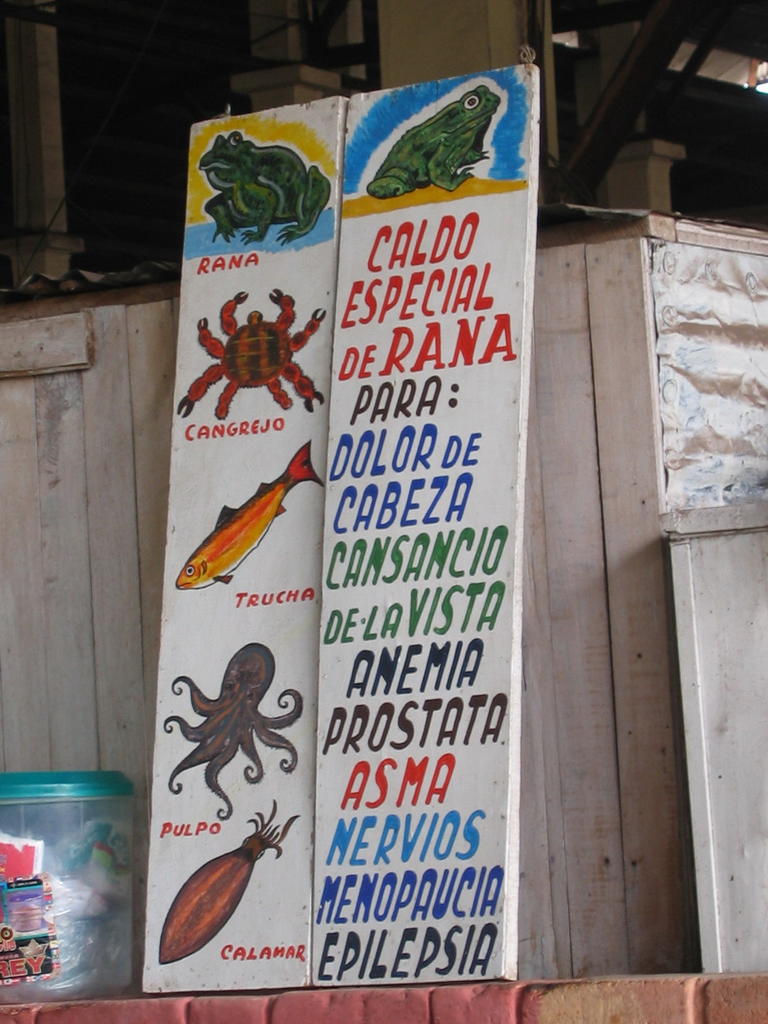 RANA
CANGREJO
TRUCHA
PULPO
CALAMAR
CALDO
ESPECIAL
DE RANA
PARA:
DOLOR DE
CABEZA
CANSANCIO
DE·LA VISTA
ANEMIA
PROSTATA
ASMA
NERVIOS
MENOPAUCIA
EPILEPSIA
REY